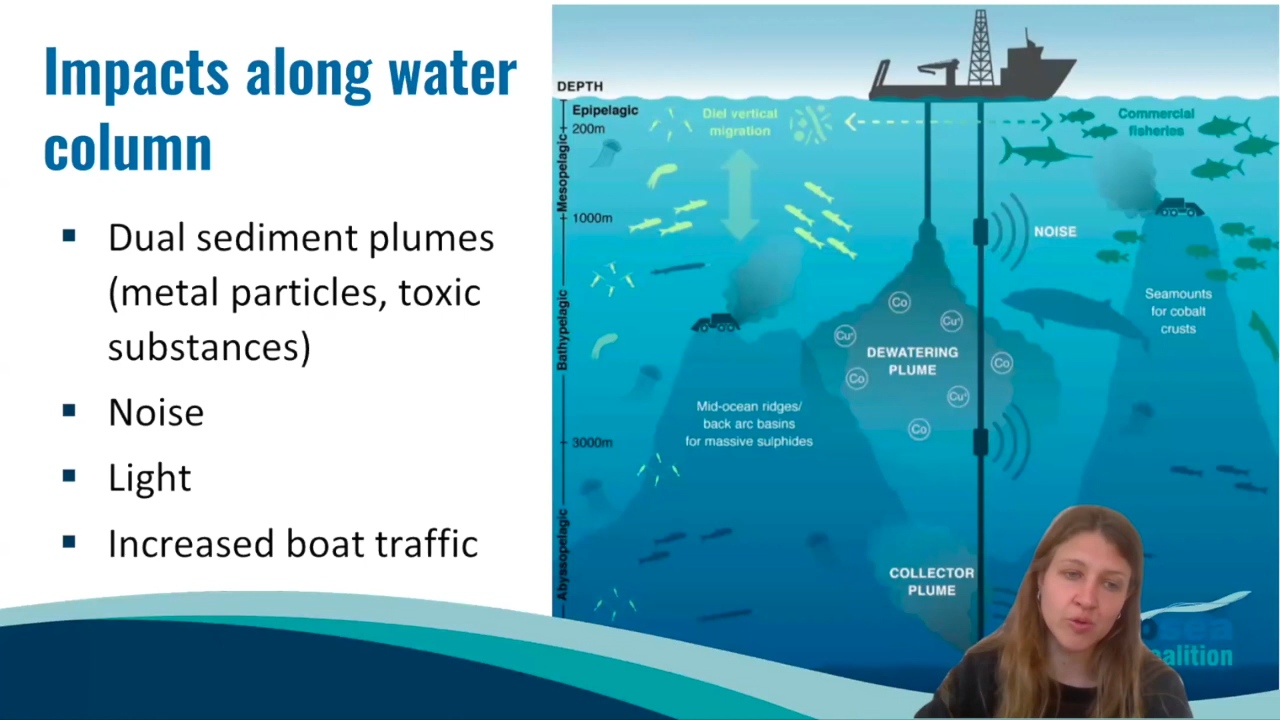 Impacts along water
column
▪ Dual sediment plumes
(metal particles, toxic
substances)
▪ Noise
▪ Light
▪ Increased boat traffic
DEPTH
Epipelagic
200m
Mesopelagic
1000m
Bathypelagic
3000m
Abyssopelagic
Diel vertical
migration
Commercial
fisheries
NOISE
Seamounts
for cobalt
crusts
Co
Cu+
Cu+
DEWATERING
PLUME
Co
Co
Cu+
Co
Mid-ocean ridges/
back arc basins
for massive sulphides
COLLECTOR
PLUME
sea
alition